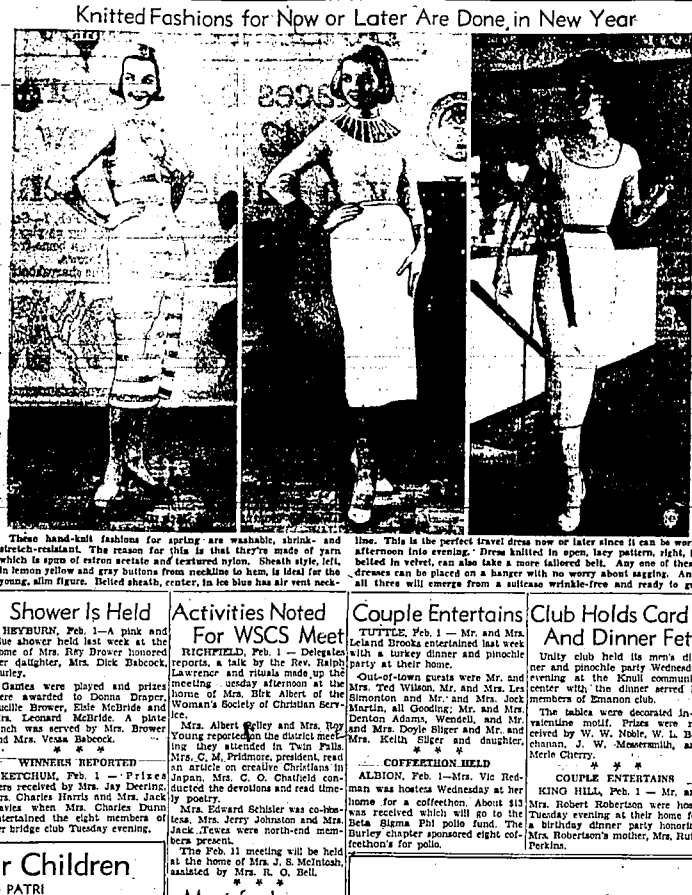 Knitted Fashions for Now or Later Are Done in New Year
These hand-knit fashions for spring are washable, shrink- and
stretch-resistant. The reason for this is that they're made of yarn
which is spun of estron acetate and textured nylon. Sheath style, left,
in lemon yellow and gray buttons from neckline to hem, is ideal for the
young, slim figure. Belted sheath, center, in ice blue has air vent neck-
line. This is the perfect travel dress now or later since it can be wor
afternoon into evening. Dress knitted in open, lacy pattern, right, i
belted in velvet, can also take a more tailored belt. Any one of thes
dresses can be placed on a hanger with no worry about sagging. An
all three will emerge from a suitcase wrinkle-free and ready to g
Shower Is Held
HEYBURN, Feb. 1—A pink and
ue shower held last week at the
ome of Mrs. Roy Brower honored
er daughter, Mrs. Dick Babcock,
urley.
Games were played and prizes
ere awarded to Donna Draper,
ucille Brower, Elsie McBride and
rs. Leonard McBride. A plate
nch was served by Mrs. Brower
nd Mrs. Vessa Babcock.
* * *
WINNERS REPORTED
KETCHUM, Feb. 1 — Prizes
ere received by Mrs. Jay Deering,
rs. Charles Harris and Mrs. Jack
avies when Mrs. Charles Dunn
ntertained the eight members of
er bridge club Tuesday evening.
r Children
PATRI
Activities Noted
For WSCS Meet
RICHFIELD, Feb. 1 — Delegates
reports, a talk by the Rev. Ralph
Lawrence and rituals made up the
meeting uesday afternoon at the
home of Mrs. Birk Albert of the
Woman's Society of Christian Serv-
ice.
Mrs. Albert Pelley and Mrs. Roy
Young reported on the district meet-
ing they attended in Twin Falls.
Mrs. C. M. Pridmore, president, read
an article on creative Christians in
Japan. Mrs. C. O. Chatfield con-
ducted the devotions and read time-
ly poetry.
Mrs. Edward Schisler was co-hos-
tess, Mrs. Jerry Johnston and Mrs.
Jack Tewes were north-end mem-
bers present.
The Feb. 11 meeting will be held
at the home of Mrs. J. S. McIntosh,
assisted by Mrs. R. O. Bell.
* * *
Couple Entertains
TUTTLE, Feb. 1 — Mr. and Mrs.
Leland Brooks entertained last week
with a turkey dinner and pinochle
party at their home.
Out-of-town guests were Mr. and
Mrs. Ted Wilson, Mr. and Mrs. Les
Simonton and Mr. and Mrs. Jock
Martin, all Gooding; Mr. and Mrs.
Denton Adams, Wendell, and Mr.
and Mrs. Doyle Sliger and Mr. and
Mrs. Keith Sliger and daughter,
* * *
COFFEETHON HELD
ALBION, Feb. 1—Mrs. Vic Red-
man was hostess Wednesday at her
home for a coffeethon. About $13
was received which will go to the
Beta Sigma Phi polio fund. The
Burley chapter sponsored eight cof-
feethon's for polio.
Club Holds Card
And Dinner Fet
Unity club held its men's di
ner and pinochle party Wednesd
evening at the Knull communi
center with the dinner served
members of Emanon club.
The tables were decorated in
valentine motif. Prizes were r
ceived by W. W. Noble, W. L. B
chanan, J. W. Messersmith, a
Merle Cherry.
* * *
COUPLE ENTERTAINS
KING HILL, Feb. 1 — Mr. a
Mrs. Robert Robertson were hos
Tuesday evening at their home f
a birthday dinner party honori
Mrs. Robertson's mother, Mrs. Ru
Perkins.